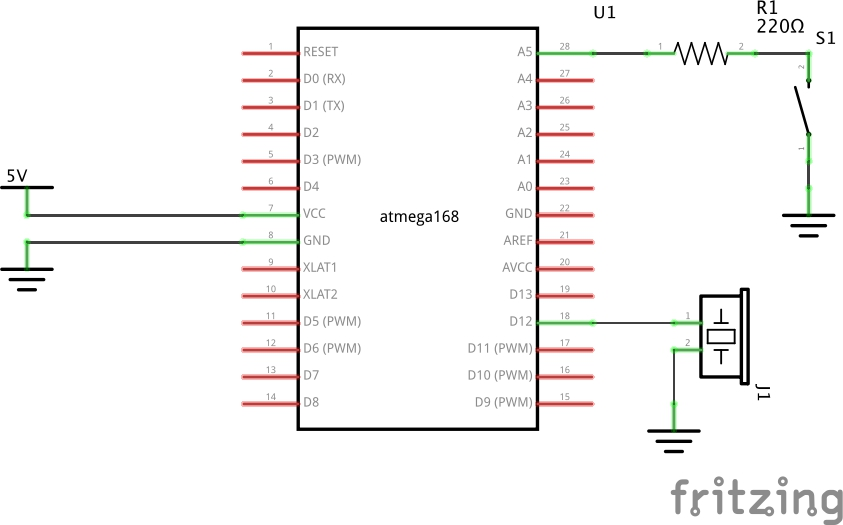 U1
R1
220Ω
S1
1 RESET
2 D0 (RX)
3 D1 (TX)
4 D2
5 D3 (PWM)
6 D4
7 VCC
8 GND
9 XLAT1
10 XLAT2
11 D5 (PWM)
12 D6 (PWM)
13 D7
14 D8
5V
atmega168
A5 28
A4 27
A3 26
A2 25
A1 24
A0 23
GND 22
AREF 21
AVCC 20
D13 19
D12 18
D11 (PWM) 17
D10 (PWM) 16
D9 (PWM) 15
1 2
2
1
1
2
J1
fritzing